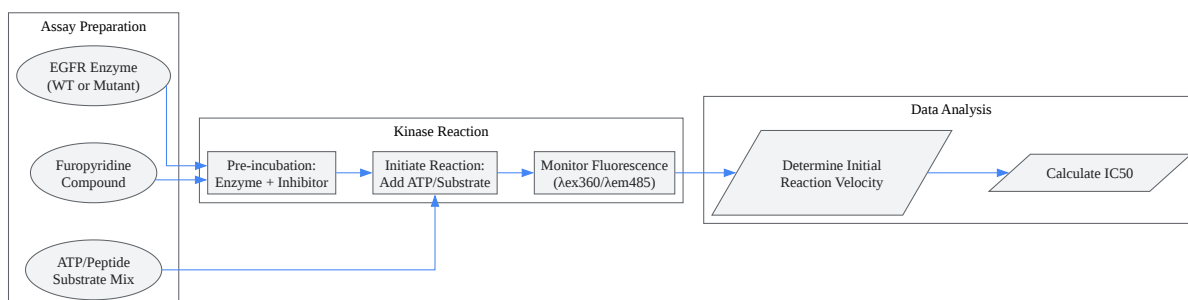 Assay Preparation
EGFR Enzyme
(WT or Mutant)
Furopyridine
Compound
ATP/Peptide
Substrate Mix
Kinase Reaction
Pre-incubation:
Enzyme + Inhibitor
Initiate Reaction:
Add ATP/Substrate
Monitor Fluorescence
(λex360/λem485)
Data Analysis
Determine Initial
Reaction Velocity
Calculate IC50